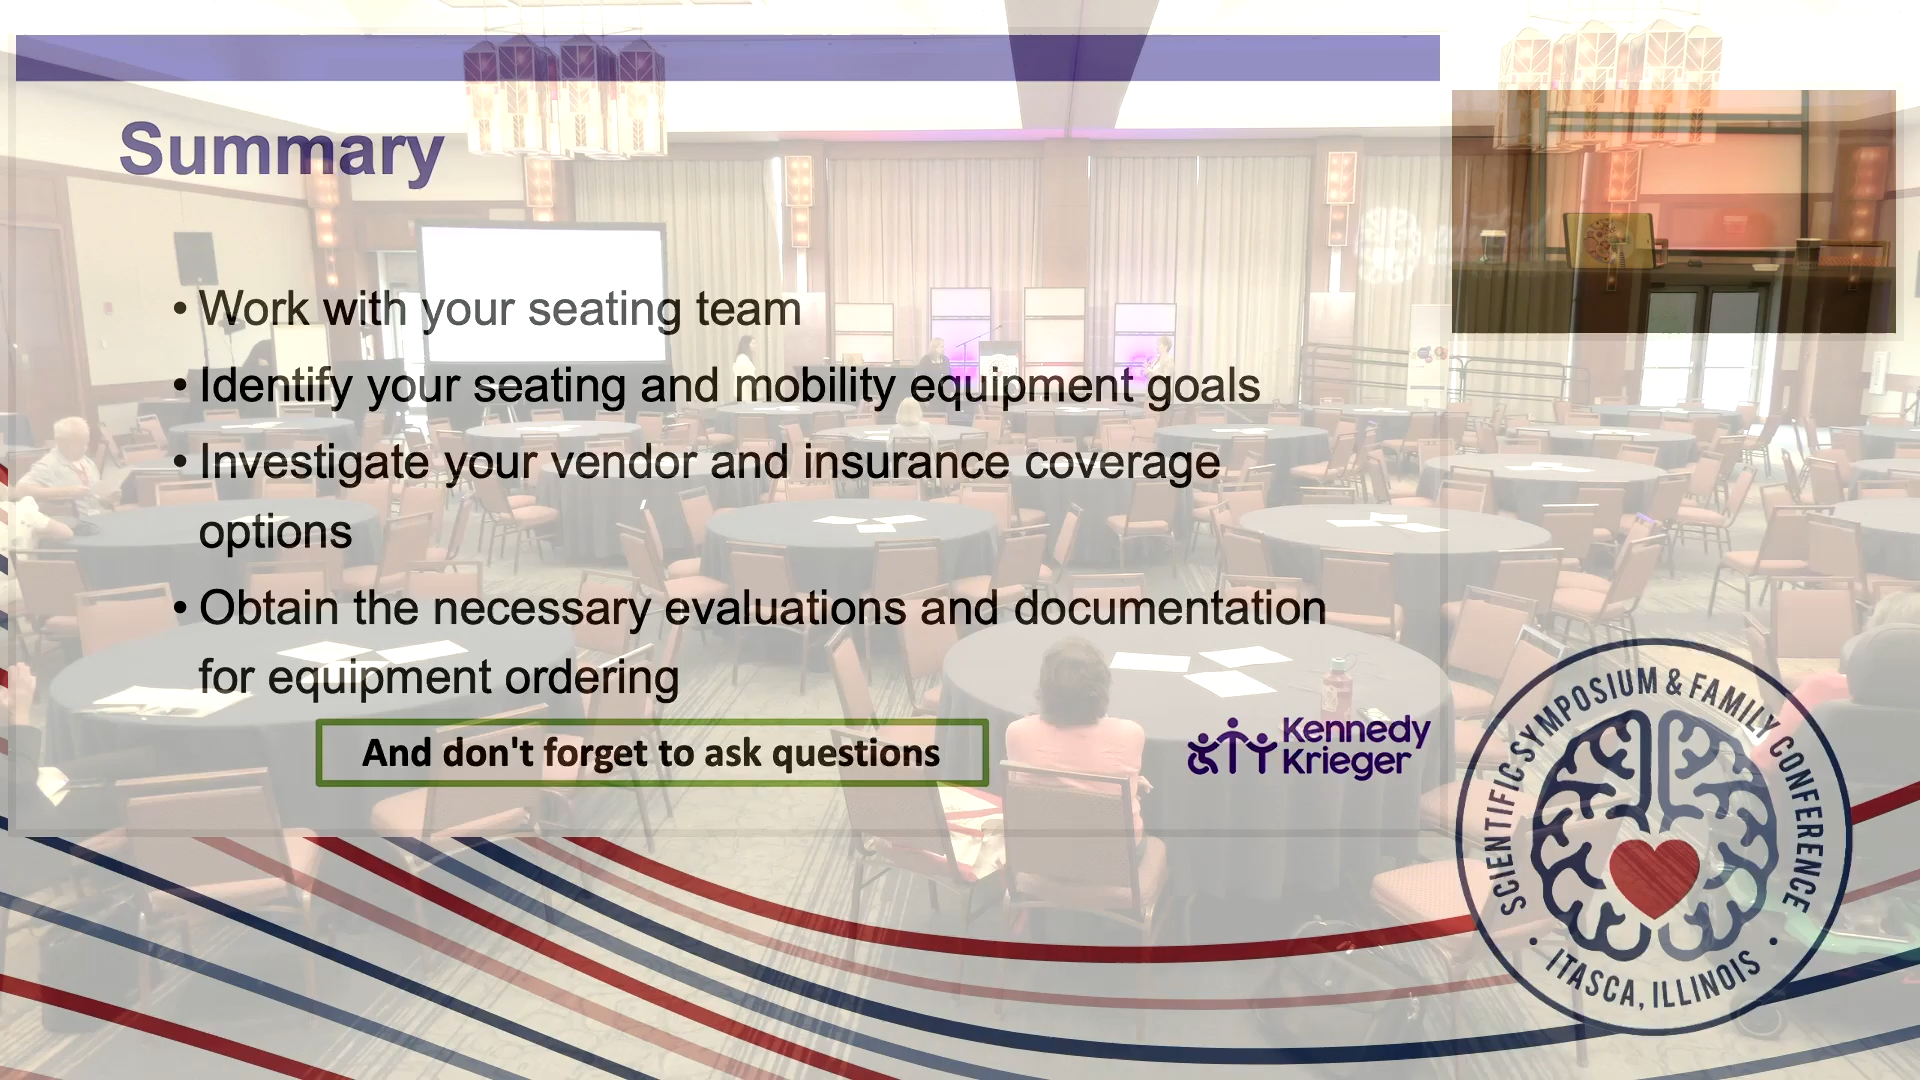 Summary
• Work with your seating team
• Identify your seating and mobility equipment goals
• Investigate your vendor and insurance coverage
options
• Obtain the necessary evaluations and documentation
for equipment ordering
And don't forget to ask questions
Kennedy
Krieger
SCIENTIFIC SYMPOSIUM & FAMILY CONFERENCE
• ITASCA, ILLINOIS •